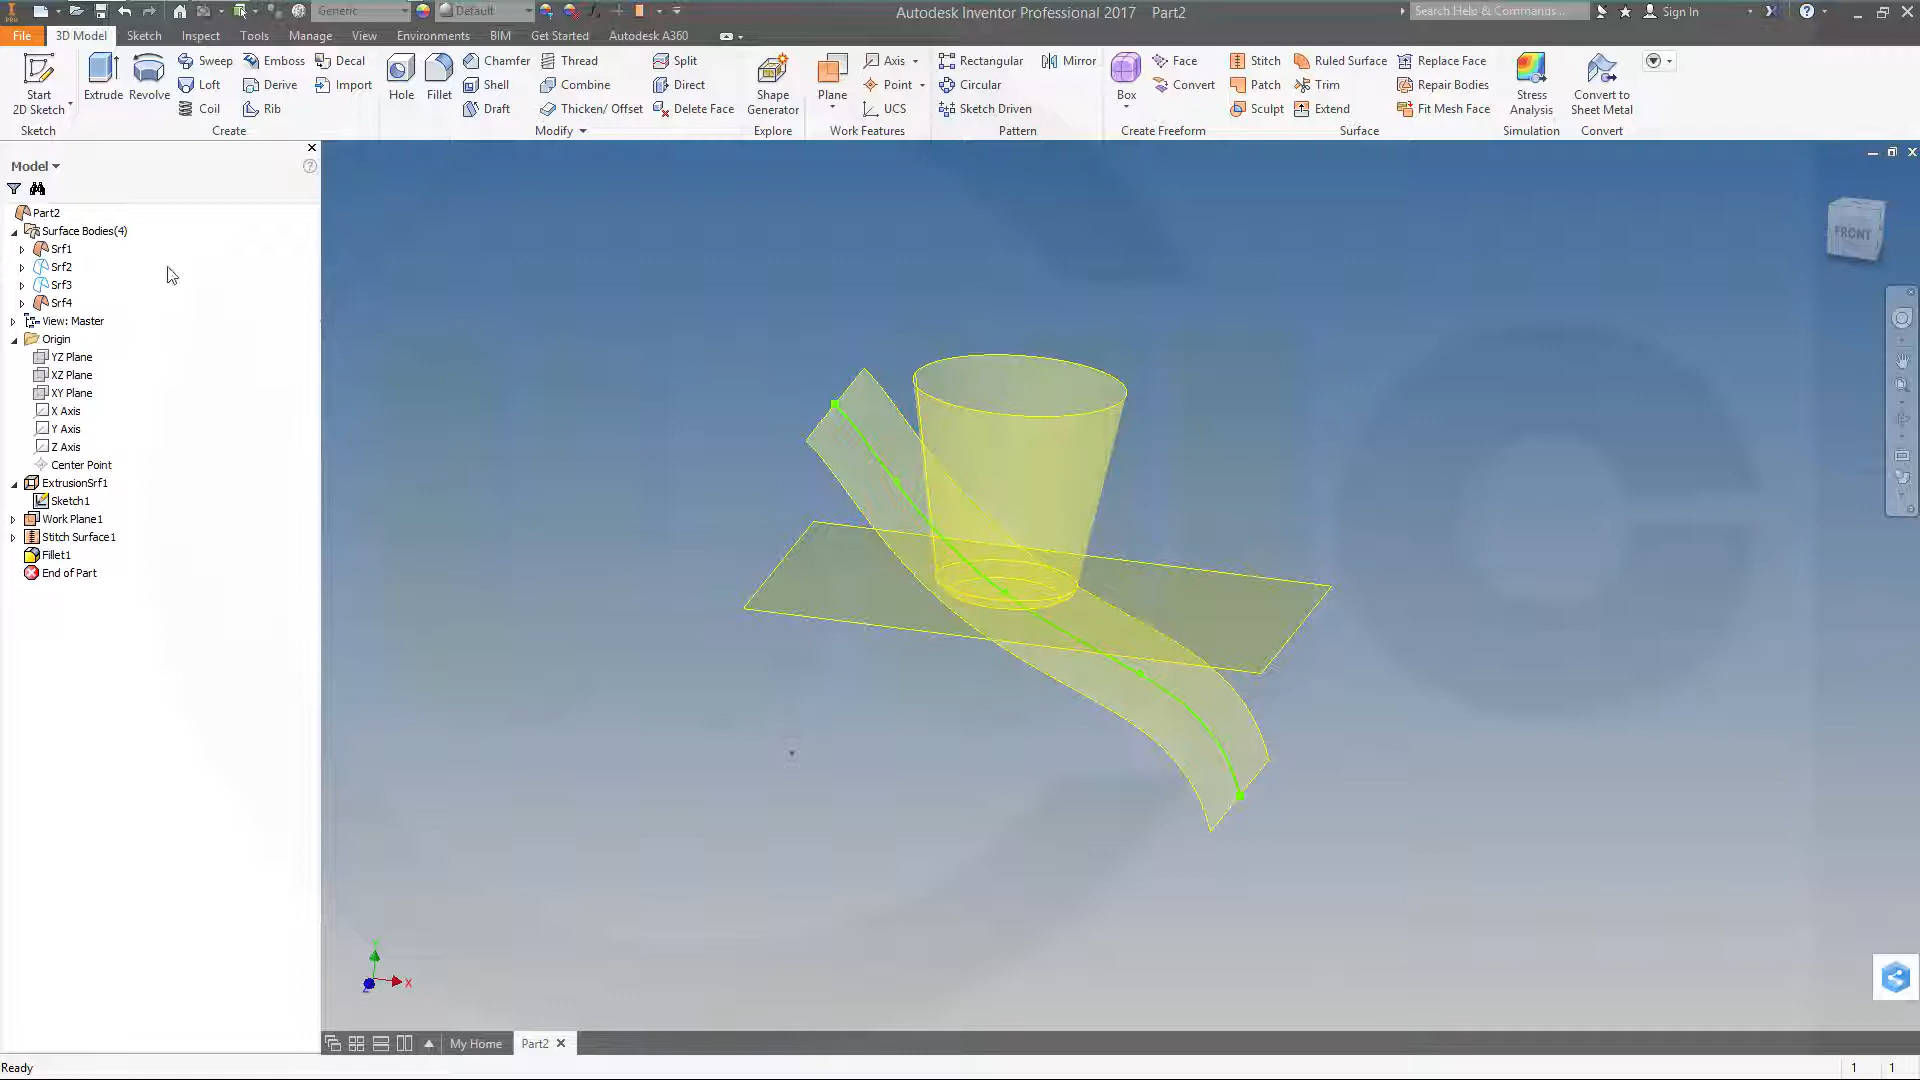 Generic
Default
Autodesk Inventor Professional 2017 Part2
Search Help & Commands...
Sign In
PRO
File
3D Model
Sketch
Inspect
Tools
Manage
View
Environments
BIM
Get Started
Autodesk A360
Start
2D Sketch
Sketch
Extrude
Revolve
Sweep
Emboss
Decal
Loft
Derive
Import
Coil
Rib
Create
Hole
Fillet
Chamfer
Thread
Split
Shell
Combine
Direct
Draft
Thicken/ Offset
Delete Face
Modify
Shape
Generator
Explore
Plane
Axis
Point
UCS
Work Features
Rectangular
Mirror
Circular
Sketch Driven
Pattern
Box
Face
Convert
Create Freeform
Stitch
Ruled Surface
Replace Face
Patch
Trim
Repair Bodies
Sculpt
Extend
Fit Mesh Face
Surface
Stress
Analysis
Simulation
Convert to
Sheet Metal
Convert
Model
Part2
Surface Bodies(4)
Srf1
Srf2
Srf3
Srf4
View: Master
Origin
YZ Plane
XZ Plane
XY Plane
X Axis
Y Axis
Z Axis
Center Point
ExtrusionSrf1
Sketch1
Work Plane1
Stitch Surface1
Fillet1
End of Part
FRONT
Y
X
Z
My Home
Part2
Ready
1
1